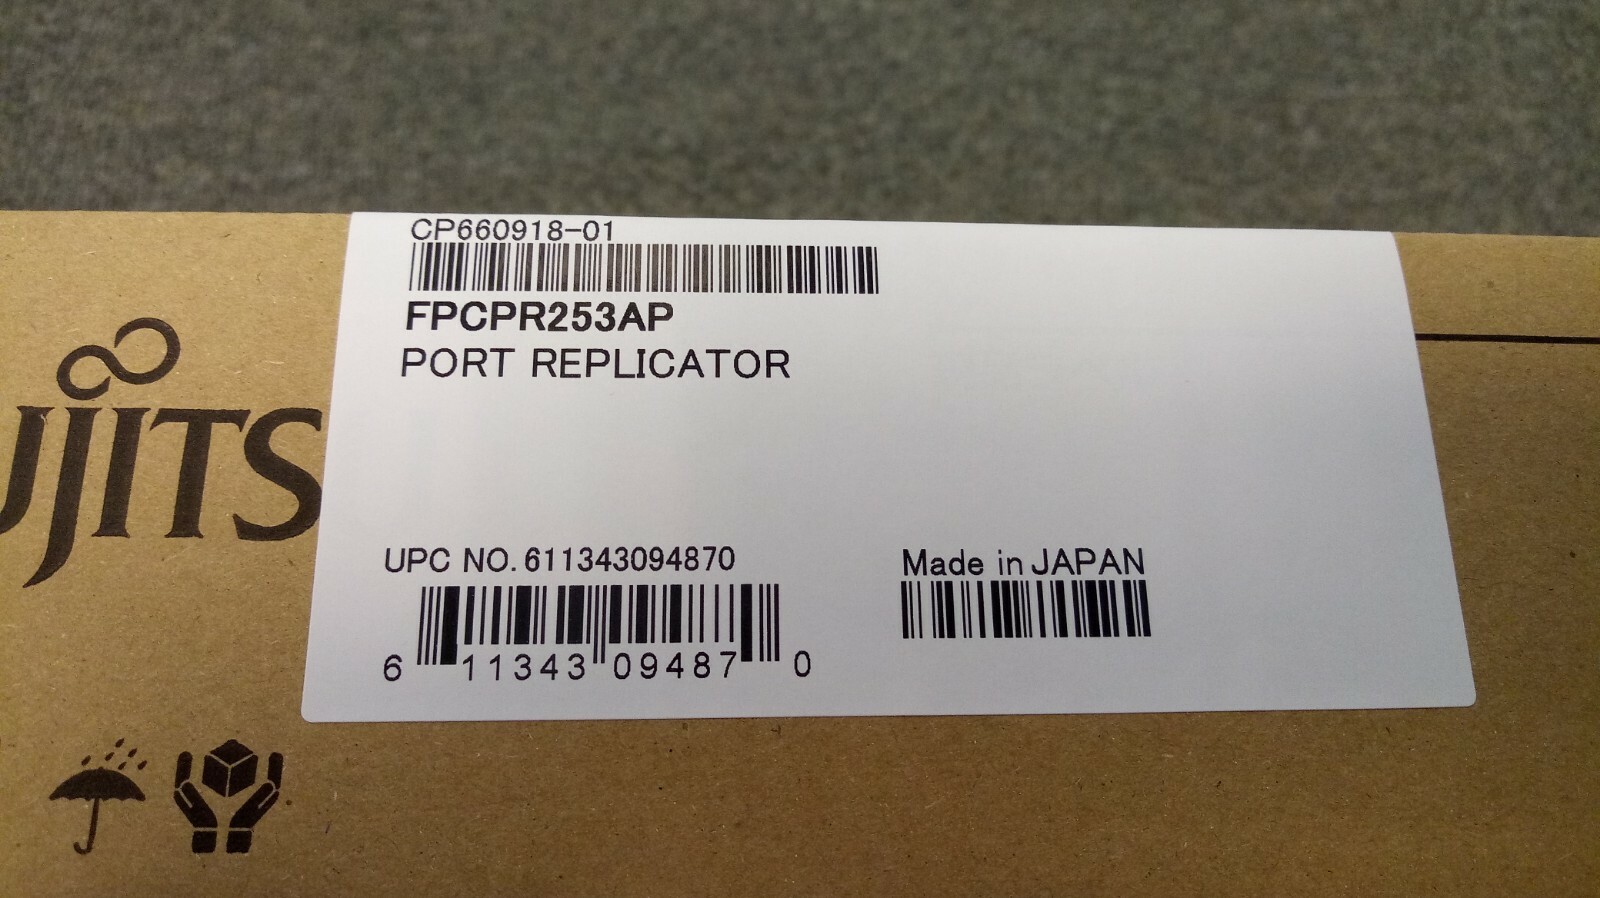 CP660918-01
FPCPR253AP
PORT REPLICATOR
UJITS
UPC NO. 611343094870
Made in JAPAN
6 11343 09487 0